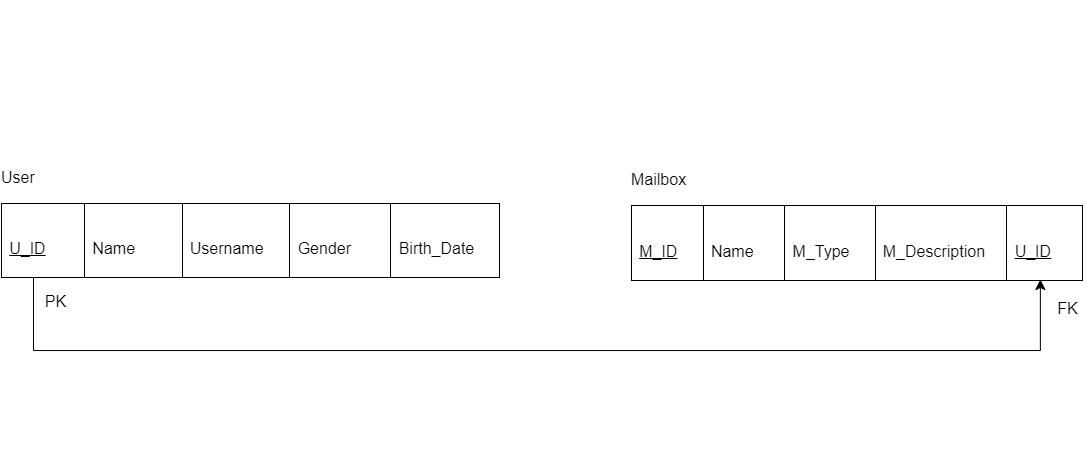 User
U_ID Name Username Gender Birth_Date
PK
Mailbox
M_ID Name M_Type M_Description U_ID
FK